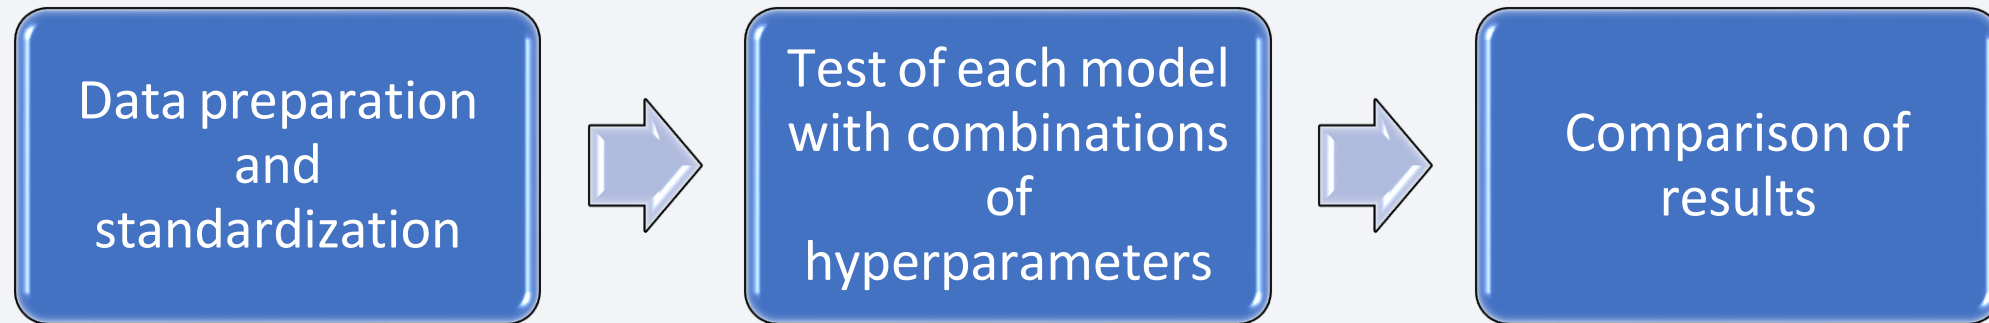 Data preparation
and
standardization
Test of each model
with combinations
of
hyperparameters
Comparison of
results